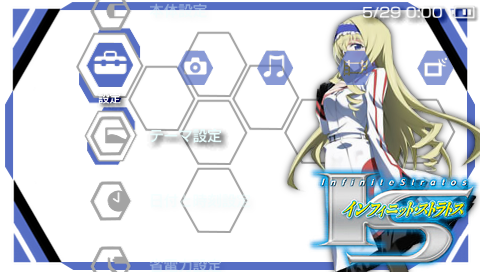 本体設定
5/29 0:00
設定
テーマ設定
InfiniteStratos
インフィニット・ストラトス
IS
省電力設定